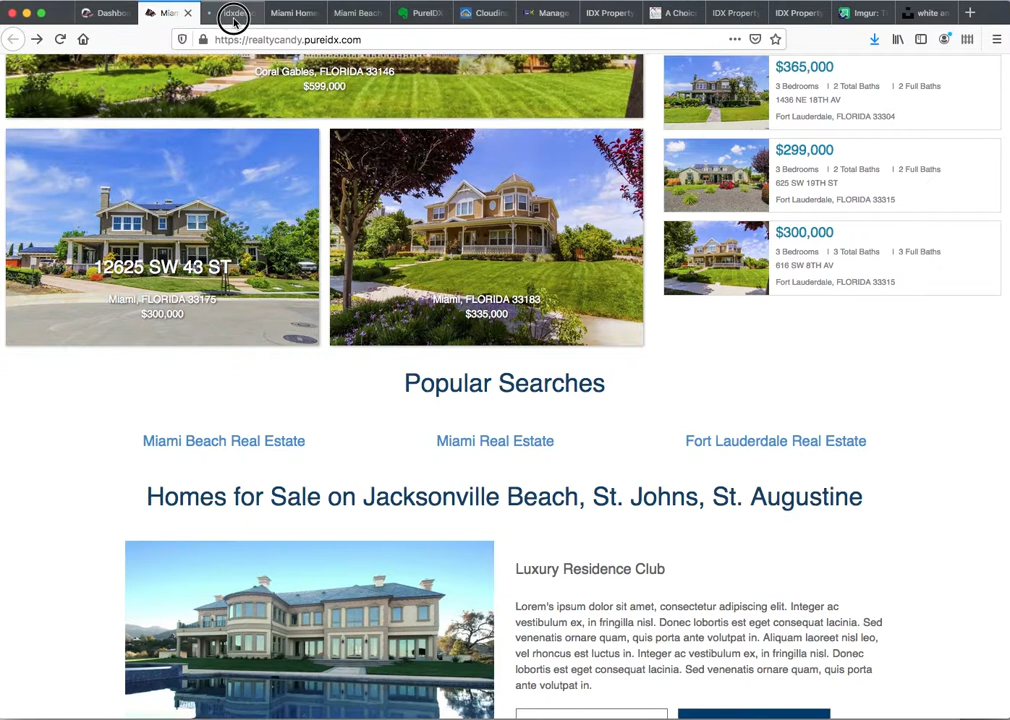 Dashbo
Miam
idxde
Miami Home
Miami Beach
PureIDX
Cloudin
Manage
IDX Property
A Choic
IDX Property
IDX Property
Imgur: T
white an
https://realtycandy.pureidx.com
Coral Gables, FLORIDA 33146
$599,000
12625 SW 43 ST
Miami, FLORIDA 33175
$300,000
Miami, FLORIDA 33183
$335,000
$365,000
3 Bedrooms | 2 Total Baths | 2 Full Baths
1436 NE 18TH AV
Fort Lauderdale, FLORIDA 33304
$299,000
3 Bedrooms | 2 Total Baths | 2 Full Baths
625 SW 19TH ST
Fort Lauderdale, FLORIDA 33315
$300,000
3 Bedrooms | 3 Total Baths | 3 Full Baths
616 SW 8TH AV
Fort Lauderdale, FLORIDA 33315
Popular Searches
Miami Beach Real Estate
Miami Real Estate
Fort Lauderdale Real Estate
Homes for Sale on Jacksonville Beach, St. Johns, St. Augustine
Luxury Residence Club
Lorem's ipsum dolor sit amet, consectetur adipiscing elit. Integer ac
vestibulum ex, in fringilla nisl. Donec lobortis est eget consequat lacinia. Sed
venenatis ornare quam, quis porta ante volutpat in. Aliquam laoreet nisl leo,
vel rhoncus est luctus in. Integer ac vestibulum ex, in fringilla nisl. Donec
lobortis est eget consequat lacinia. Sed venenatis ornare quam, quis porta
ante volutpat in.